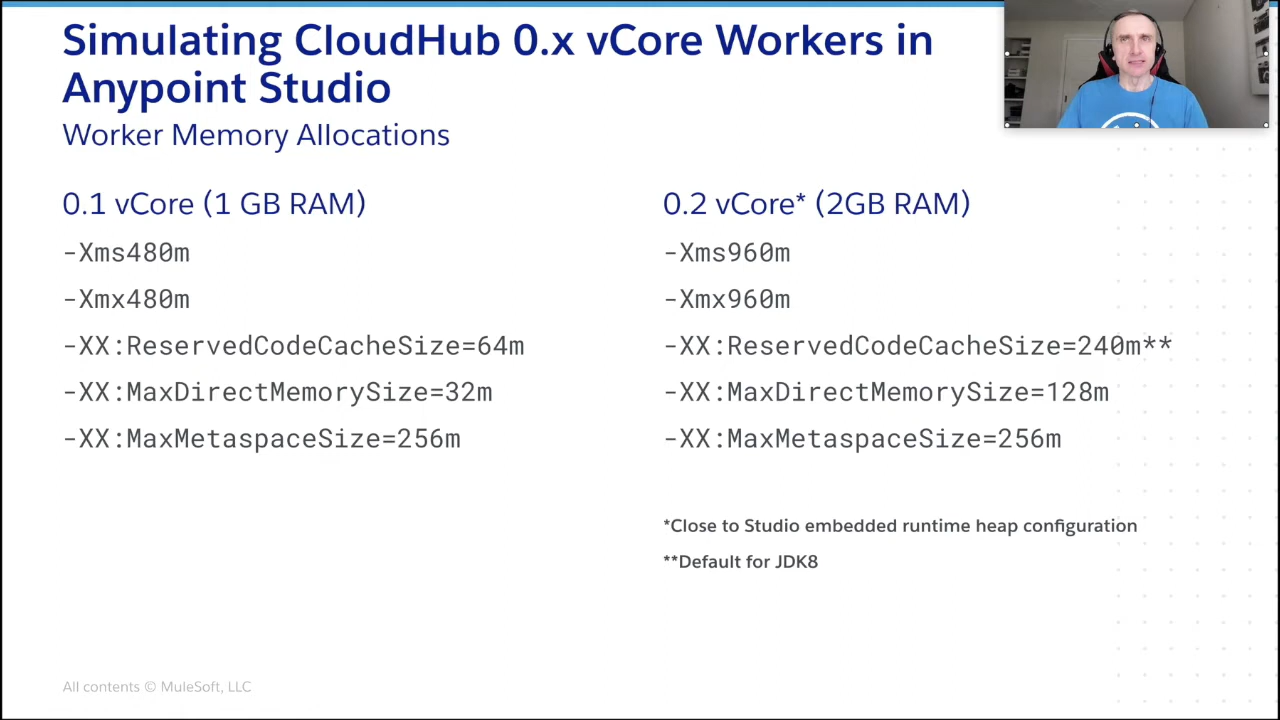 Simulating CloudHub 0.x vCore Workers in
Anypoint Studio
Worker Memory Allocations
0.1 vCore (1 GB RAM)
-Xms480m
-Xmx480m
-XX:ReservedCodeCacheSize=64m
-XX:MaxDirectMemorySize=32m
-XX:MaxMetaspaceSize=256m
0.2 vCore* (2GB RAM)
-Xms960m
-Xmx960m
-XX:ReservedCodeCacheSize=240m**
-XX:MaxDirectMemorySize=128m
-XX:MaxMetaspaceSize=256m
*Close to Studio embedded runtime heap configuration
**Default for JDK8
All contents © MuleSoft, LLC